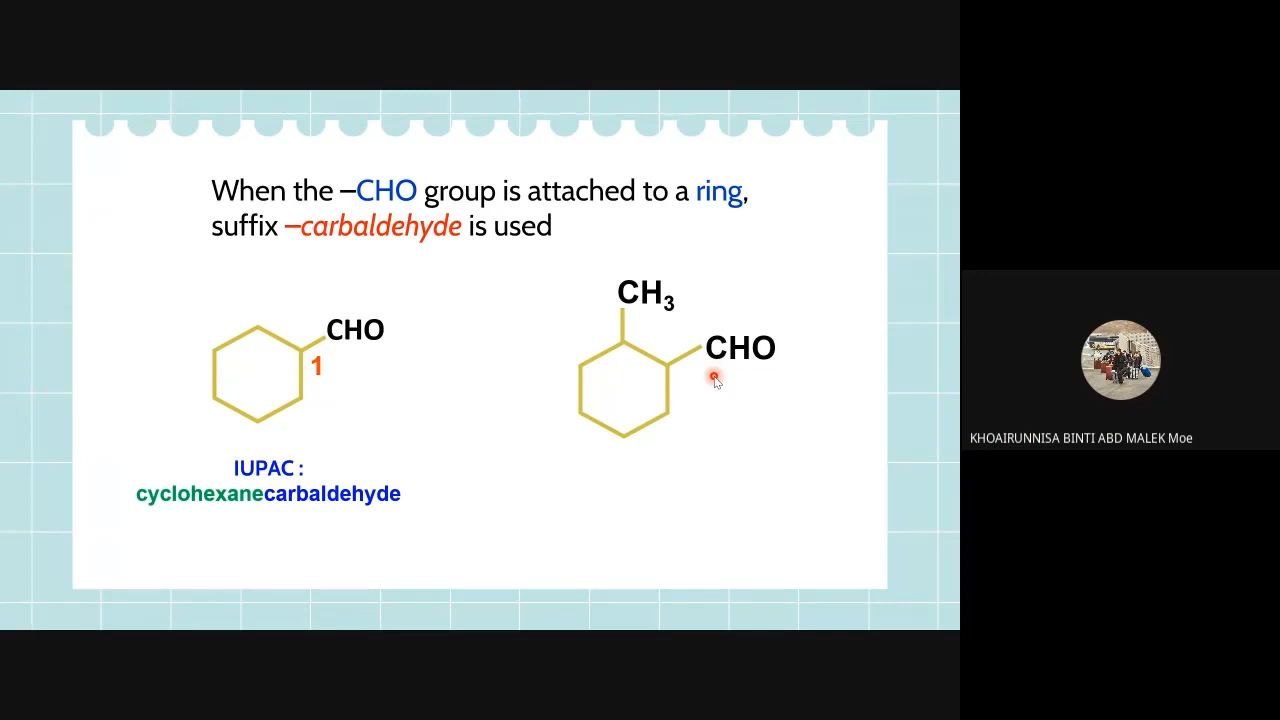 When the –CHO group is attached to a ring,
suffix –carbaldehyde is used
CHO
1
IUPAC :
cyclohexanecarbaldehyde
CH₃
CHO
KHOAIRUNNISA BINTI ABD MALEK Moe